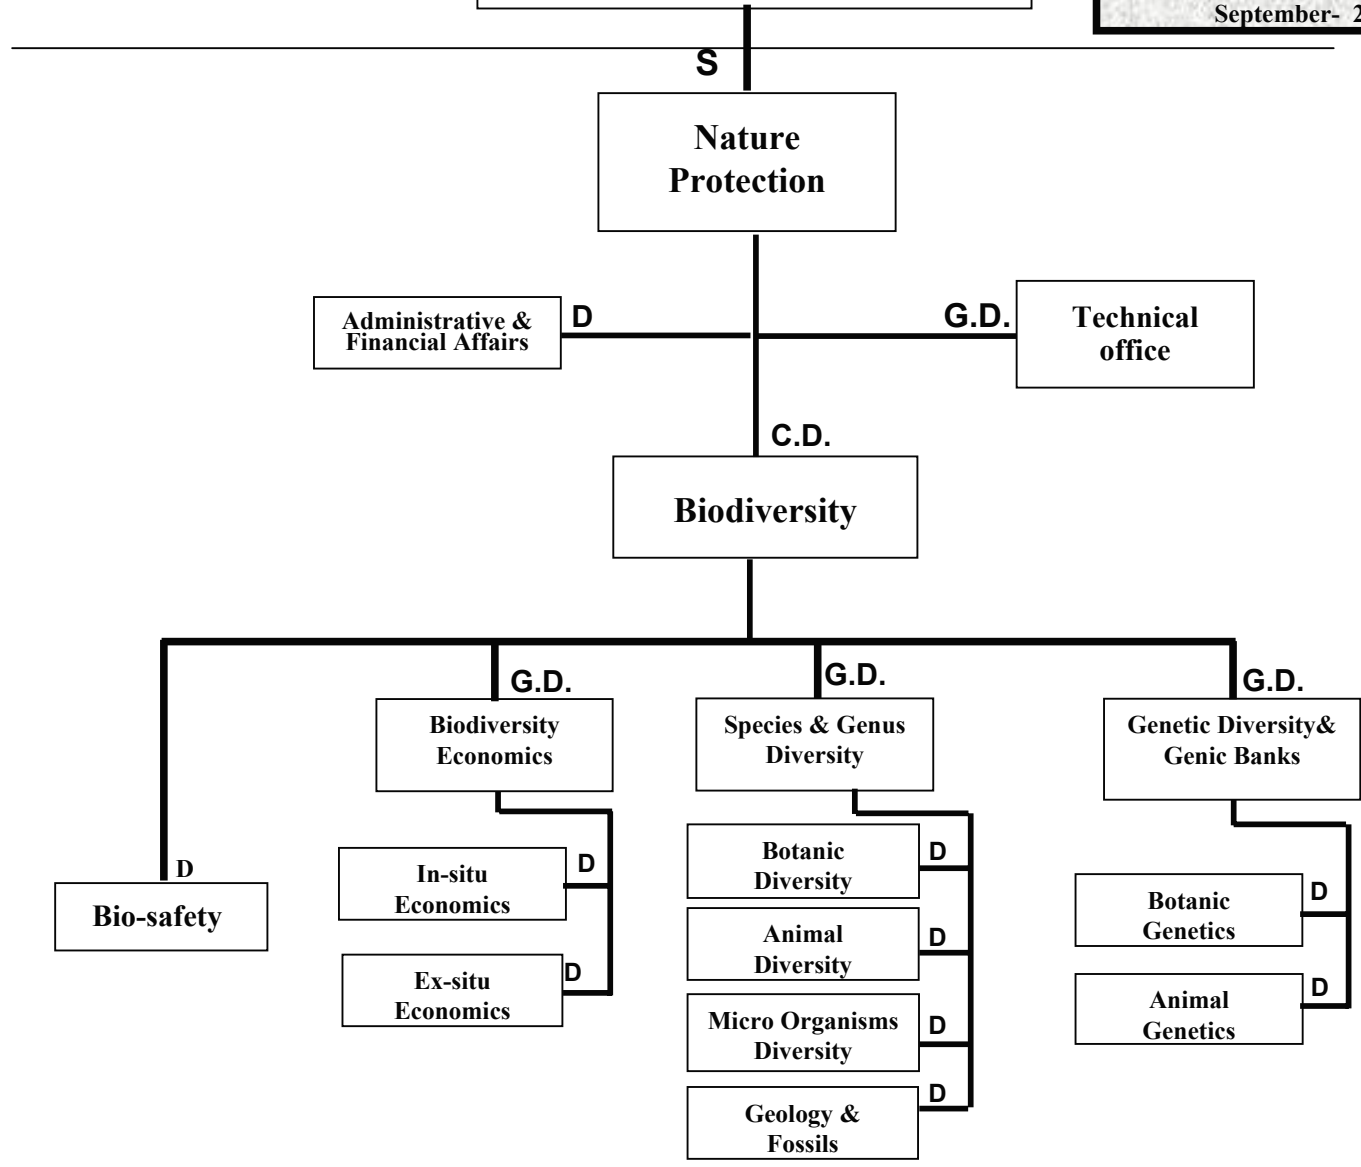 September- 2
S
Nature
Protection
Administrative &
Financial Affairs
D
G.D.
Technical
office
C.D.
Biodiversity
G.D.
G.D.
G.D.
Biodiversity
Economics
Species & Genus
Diversity
Genetic Diversity&
Genic Banks
D
Bio-safety
In-situ
Economics
D
Ex-situ
Economics
D
Botanic
Diversity
D
Animal
Diversity
D
Micro Organisms
Diversity
D
Geology &
Fossils
D
Botanic
Genetics
D
Animal
Genetics
D